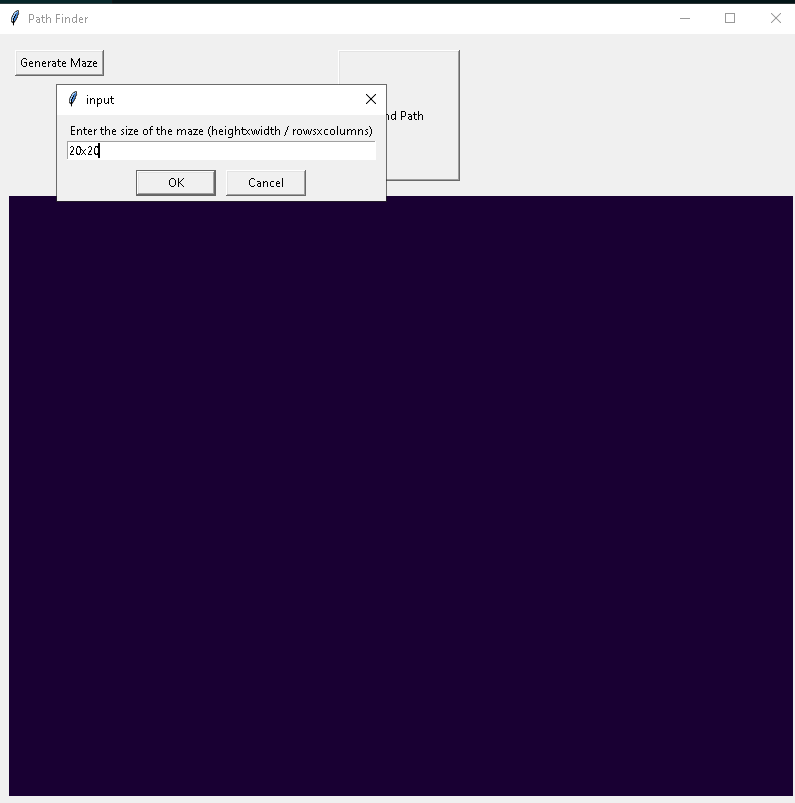 Path Finder
Generate Maze
nd Path
input
Enter the size of the maze (heightxwidth / rowsxcolumns)
20x20
OK
Cancel